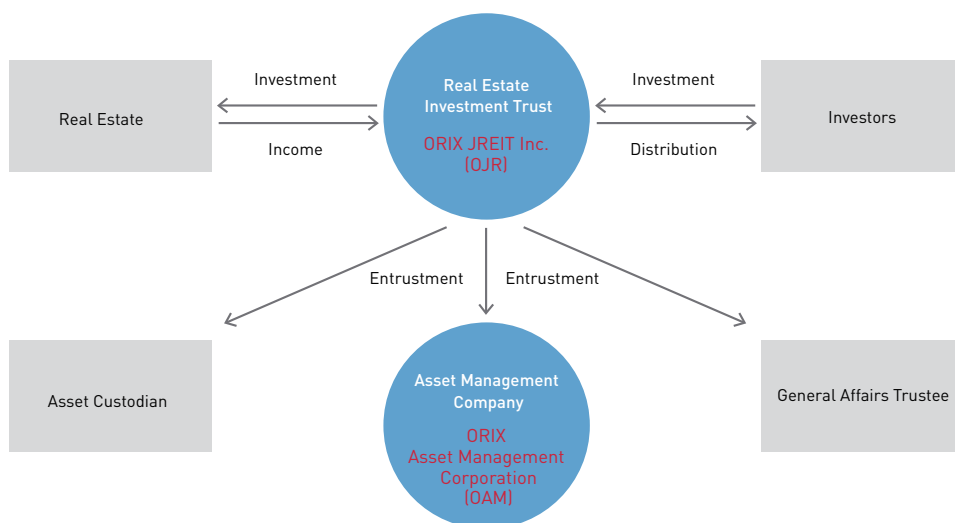 Real Estate
Investment
Income
Real Estate
Investment Trust
ORIX JREIT Inc.
(OJR)
Investment
Distribution
Investors
Entrustment
Entrustment
Asset Custodian
Asset Management
Company
ORIX
Asset Management
Corporation
(OAM)
General Affairs Trustee